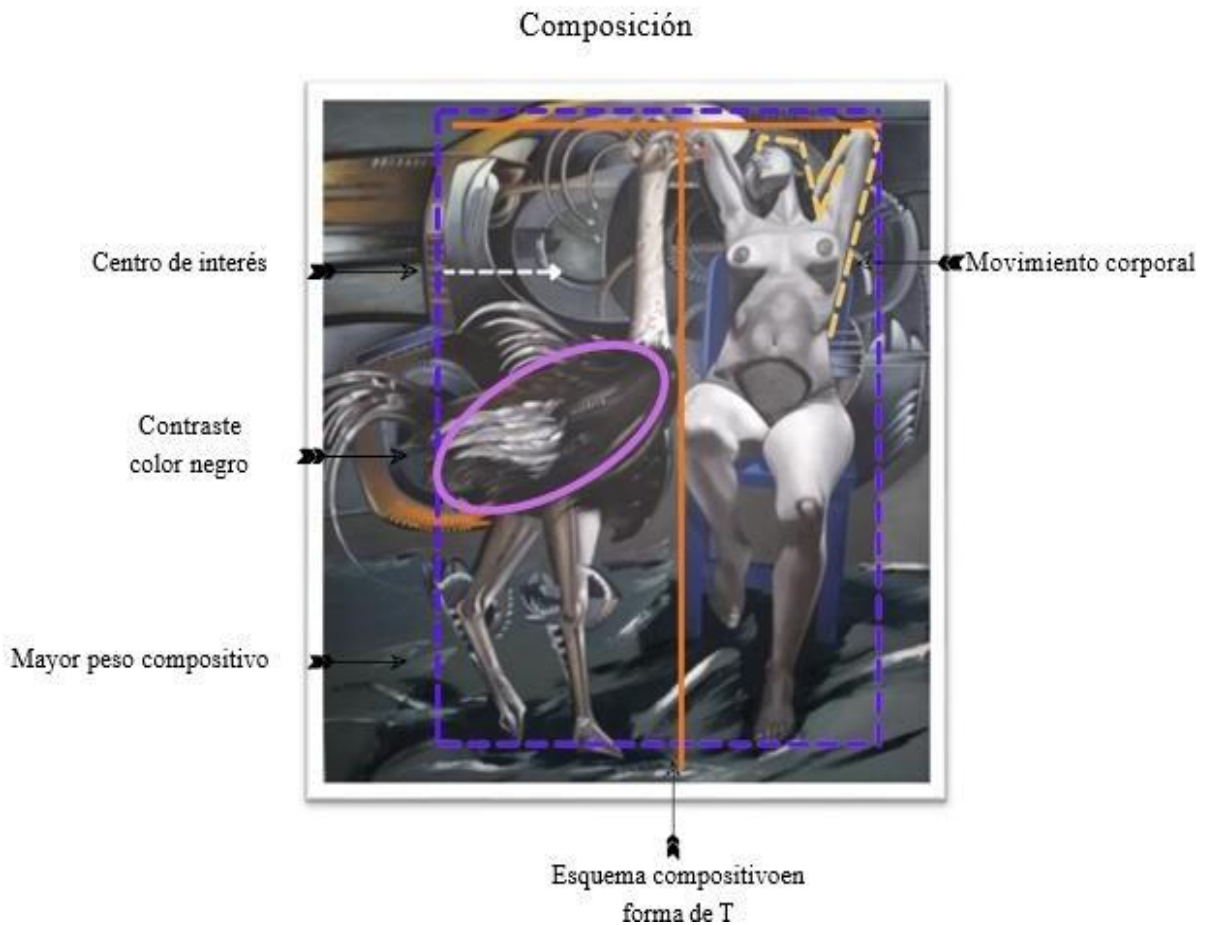 Composición
Centro de interés
Movimiento corporal
Contraste
color negro
Mayor peso compositivo
Esquema compositivoen
forma de T